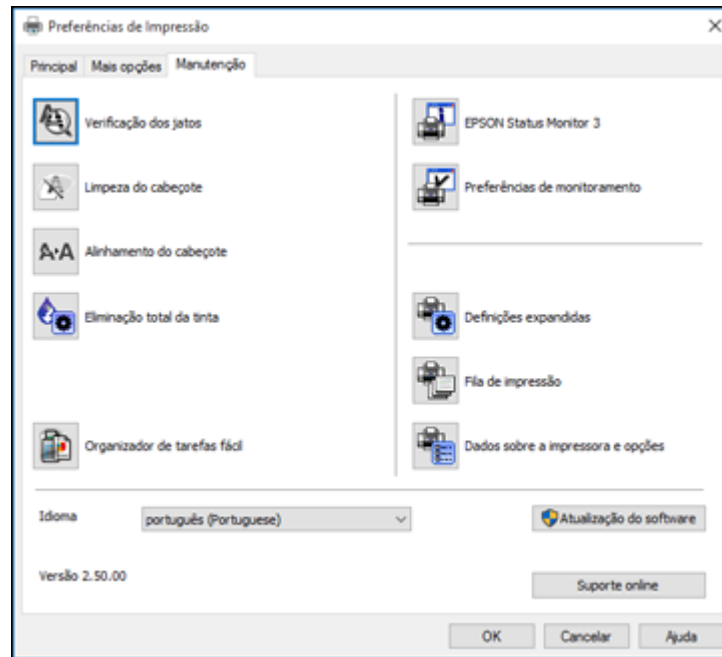 Preferências de Impressão
Principal Mais opções Manutenção
Verificação dos jatos
Limpeza do cabeçote
A•A Alinhamento do cabeçote
Eliminação total da tinta
Organizador de tarefas fácil
EPSON Status Monitor 3
Preferências de monitoramento
Definições expandidas
Fila de impressão
Dados sobre a impressora e opções
Idioma português (Portuguese) Atualização do software
Versão 2.50.00
Suporte online
OK Cancelar Ajuda